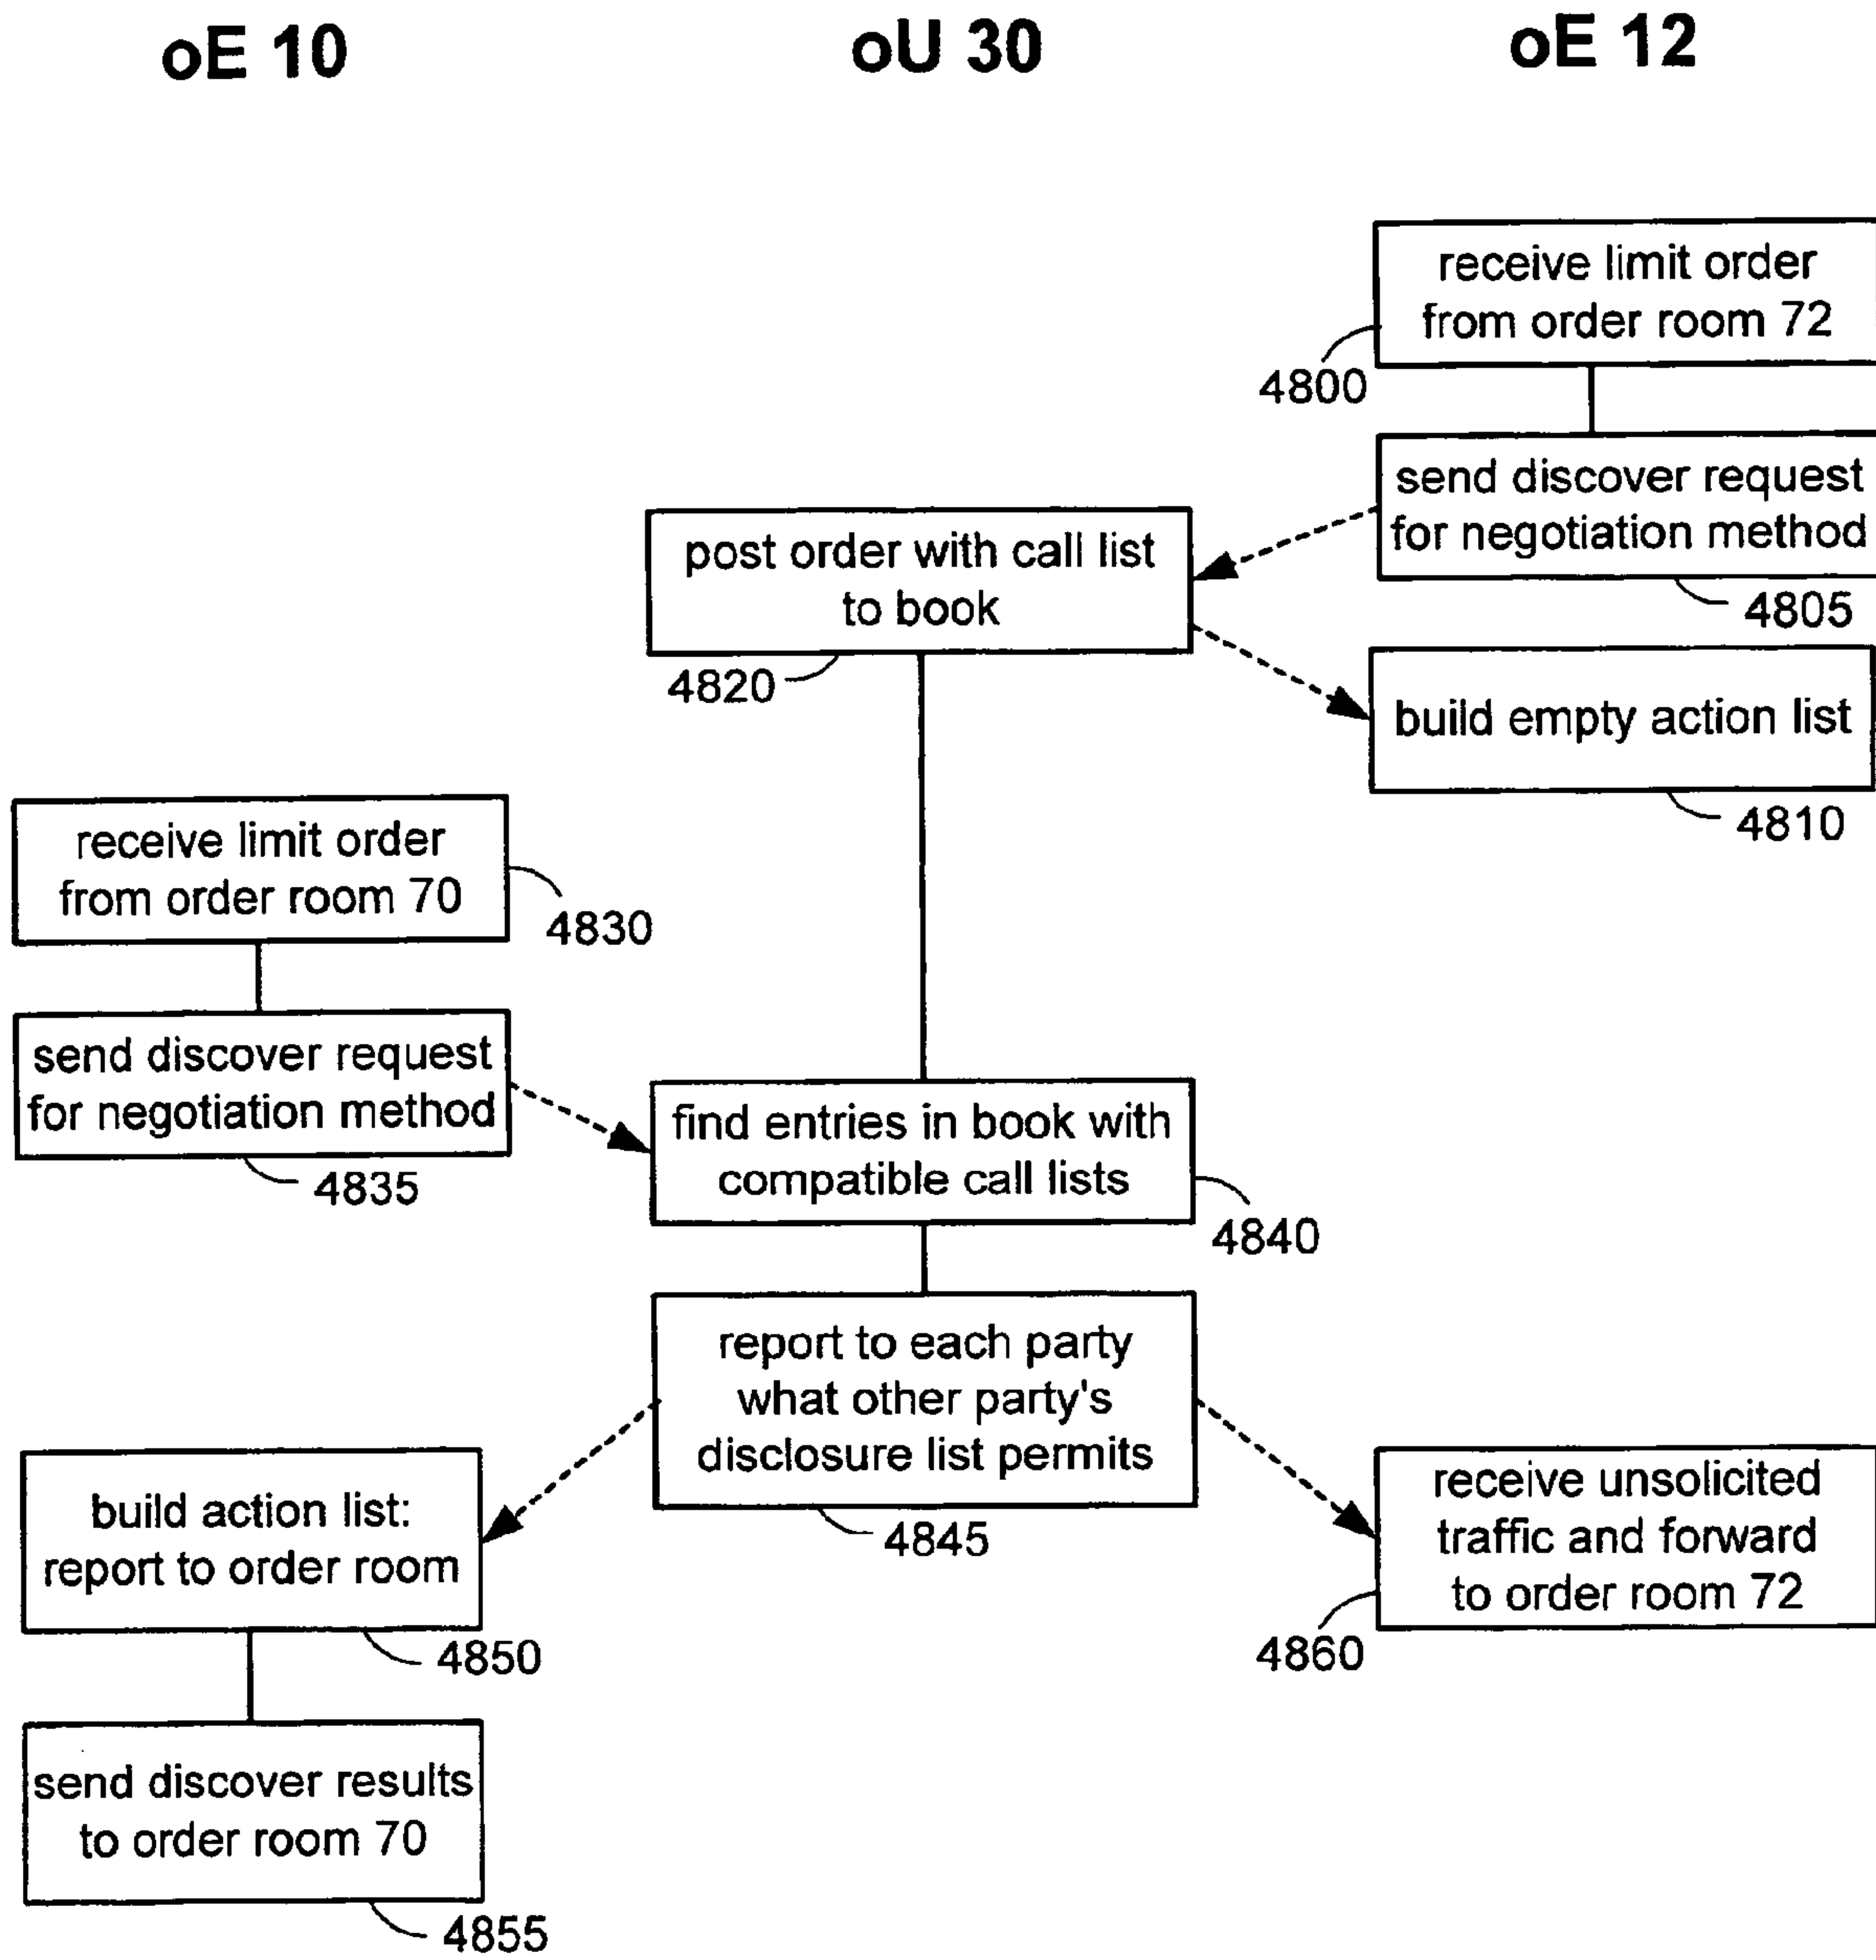 oE 10
oU 30
oE 12
receive limit order
from order room 72
4800
send discover request
for negotiation method
4805
post order with call list
to book
4820
build empty action list
4810
receive limit order
from order room 70
4830
send discover request
for negotiation method
4835
find entries in book with
compatible call lists
4840
report to each party
what other party's
disclosure list permits
4845
build action list:
report to order room
4850
receive unsolicited
traffic and forward
to order room 72
4860
send discover results
to order room 70
4855